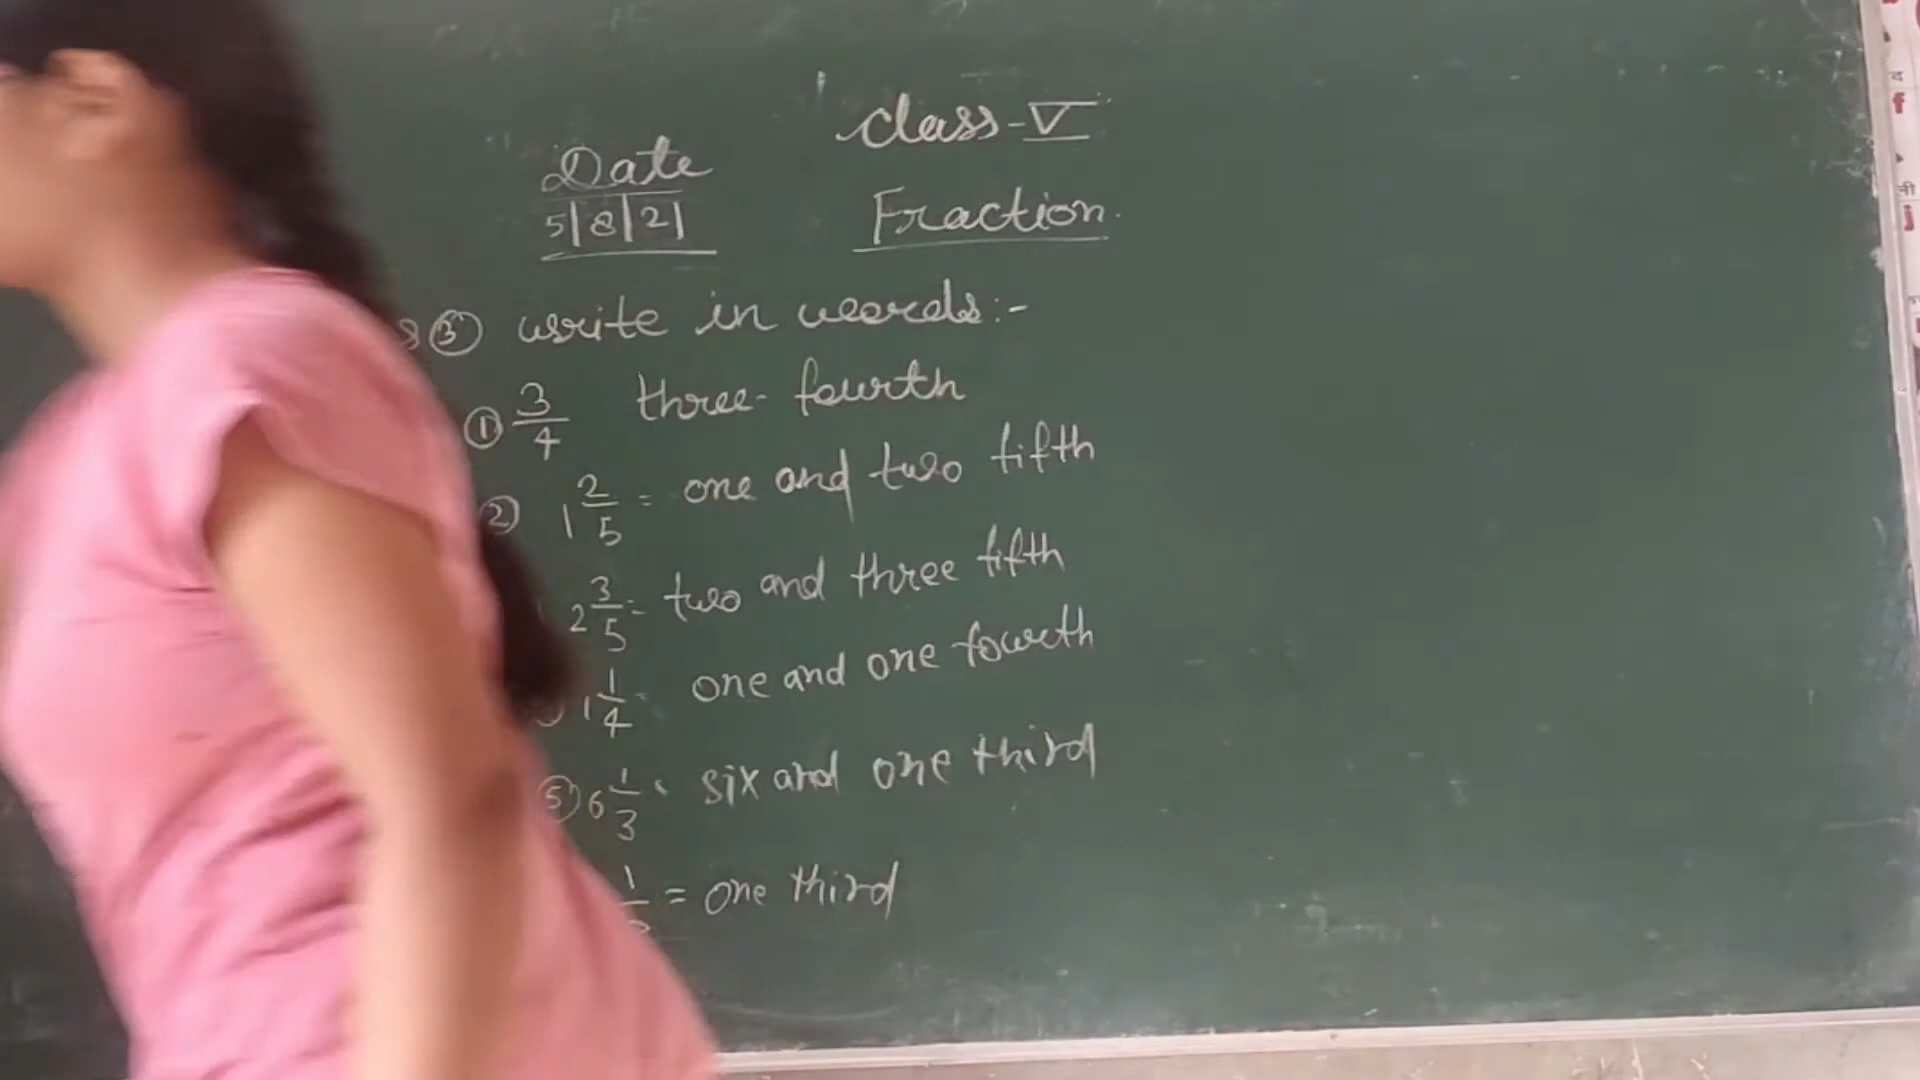 class-V
Date
5|8|21
Fraction.
③ write in words:-
① 3/4 three-fourth
② 1 2/5 = one and two fifth
2 3/5 = two and three fifth
1 1/4 = one and one fourth
⑤ 6 1/3 = six and one third
1/ = one third
द
f
j